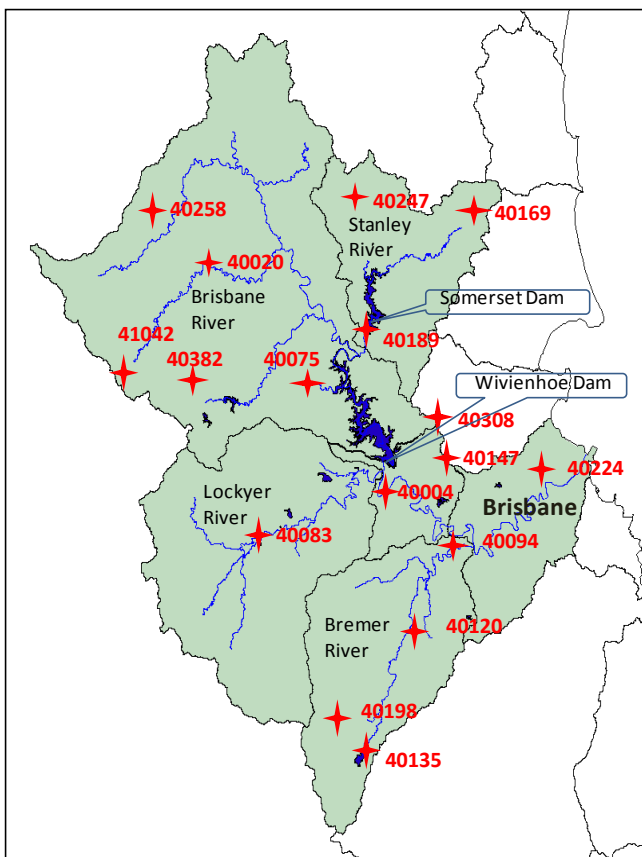 40247
40258
40169
Stanley
River
40020
Brisbane
River
Somerset Dam
40189
41042
40382
40075
Wivienhoe Dam
40308
40147
40224
Lockyer
River
40004
Brisbane
40083
40094
Bremer
River
40120
40198
40135